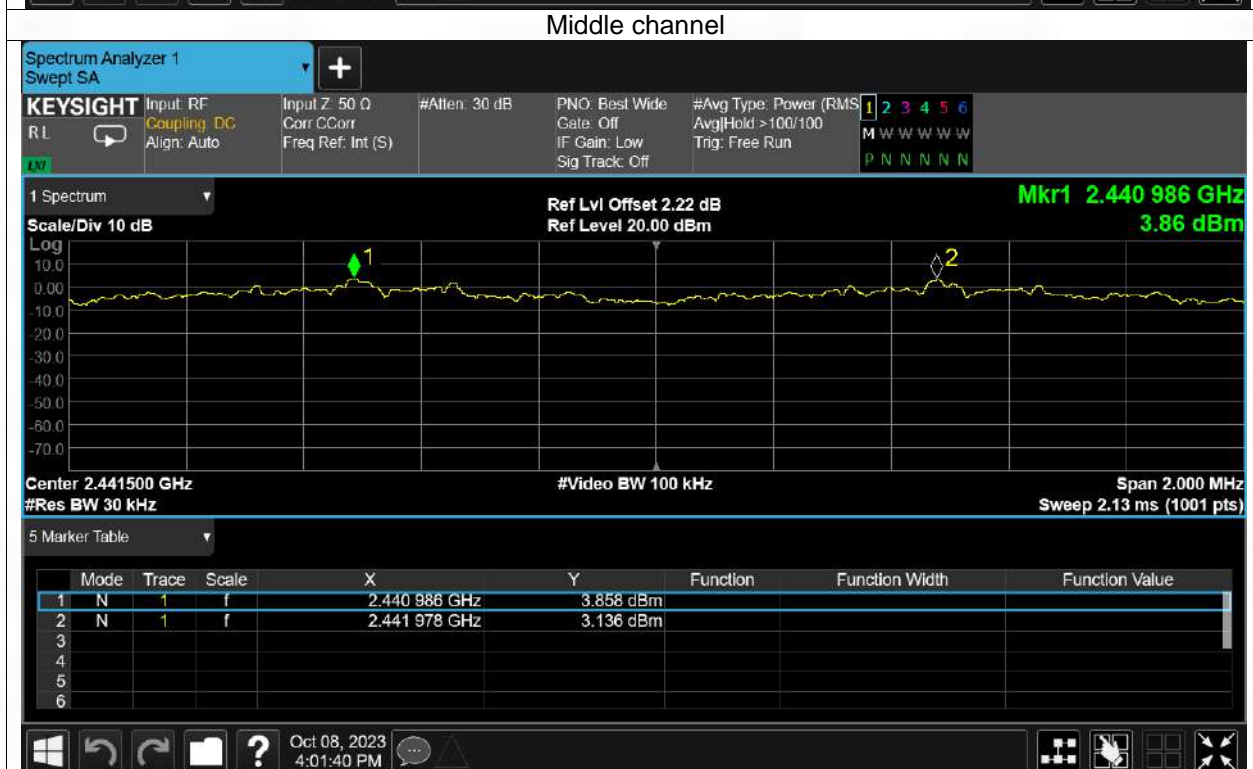 Middle channel
Spectrum Analyzer 1
Swept SA
KEYSIGHT Input: RF Input Z: 50 Ω #Atten: 30 dB PNO: Best Wide #Avg Type: Power (RMS 1 2 3 4 5 6
RL Coupling: DC Corr CCorr Gate: Off Avg|Hold:>100/100 M W W W W W
Align: Auto Freq Ref: Int (S) IF Gain: Low Trig: Free Run
LXI Sig Track: Off P N N N N N
1 Spectrum Ref Lvl Offset 2.22 dB Mkr1 2.440 986 GHz
Scale/Div 10 dB Ref Level 20.00 dBm 3.86 dBm
Log
1 2
10.0
0.00
-10.0
-20.0
-30.0
-40.0
-50.0
-60.0
-70.0
Center 2.441500 GHz #Video BW 100 kHz Span 2.000 MHz
#Res BW 30 kHz Sweep 2.13 ms (1001 pts)
5 Marker Table
Mode Trace Scale X Y Function Function Width Function Value
1 N 1 f 2.440 986 GHz 3.858 dBm
2 N 1 f 2.441 978 GHz 3.136 dBm
3
4
5
6
? Oct 08, 2023
4:01:40 PM